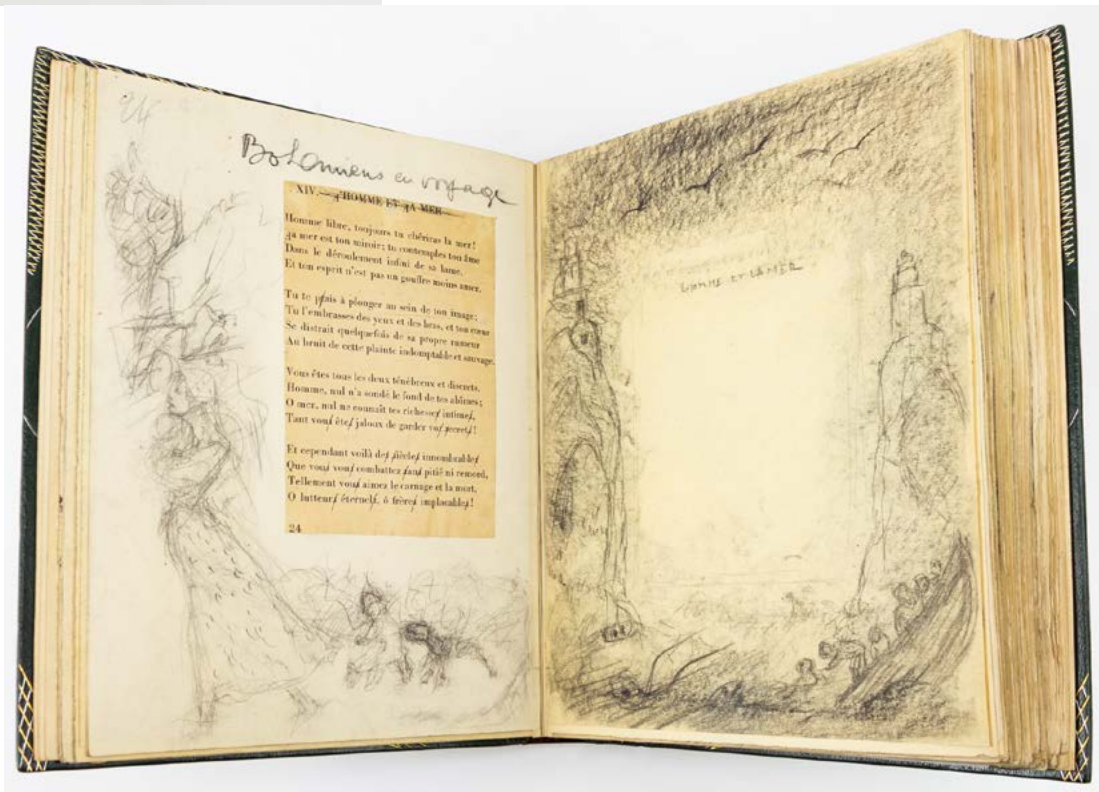 24
Bohémiens en voyage
XIV.— L'HOMME ET LA MER
Homme libre, toujours tu chériras la mer!
La mer est ton miroir; tu contemples ton âme
Dans le déroulement infini de sa lame,
Et ton esprit n'est pas un gouffre moins amer.
Tu te plais à plonger au sein de ton image;
Tu l'embrasses des yeux et des bras, et ton cœur
Se distrait quelquefois de sa propre rumeur
Au bruit de cette plainte indomptable et sauvage.
Vous êtes tous les deux ténébreux et discrets,
Homme, nul n'a sondé le fond de tes abîmes;
O mer, nul ne connaît tes richesses intimes,
Tant vous êtes jaloux de garder vos secrets!
Et cependant voilà des siècles innombrables
Que vous vous combattez sans pitié ni remord,
Tellement vous aimez le carnage et la mort,
O lutteurs éternels, ô frères implacables!
24
L'HOMME ET LA MER